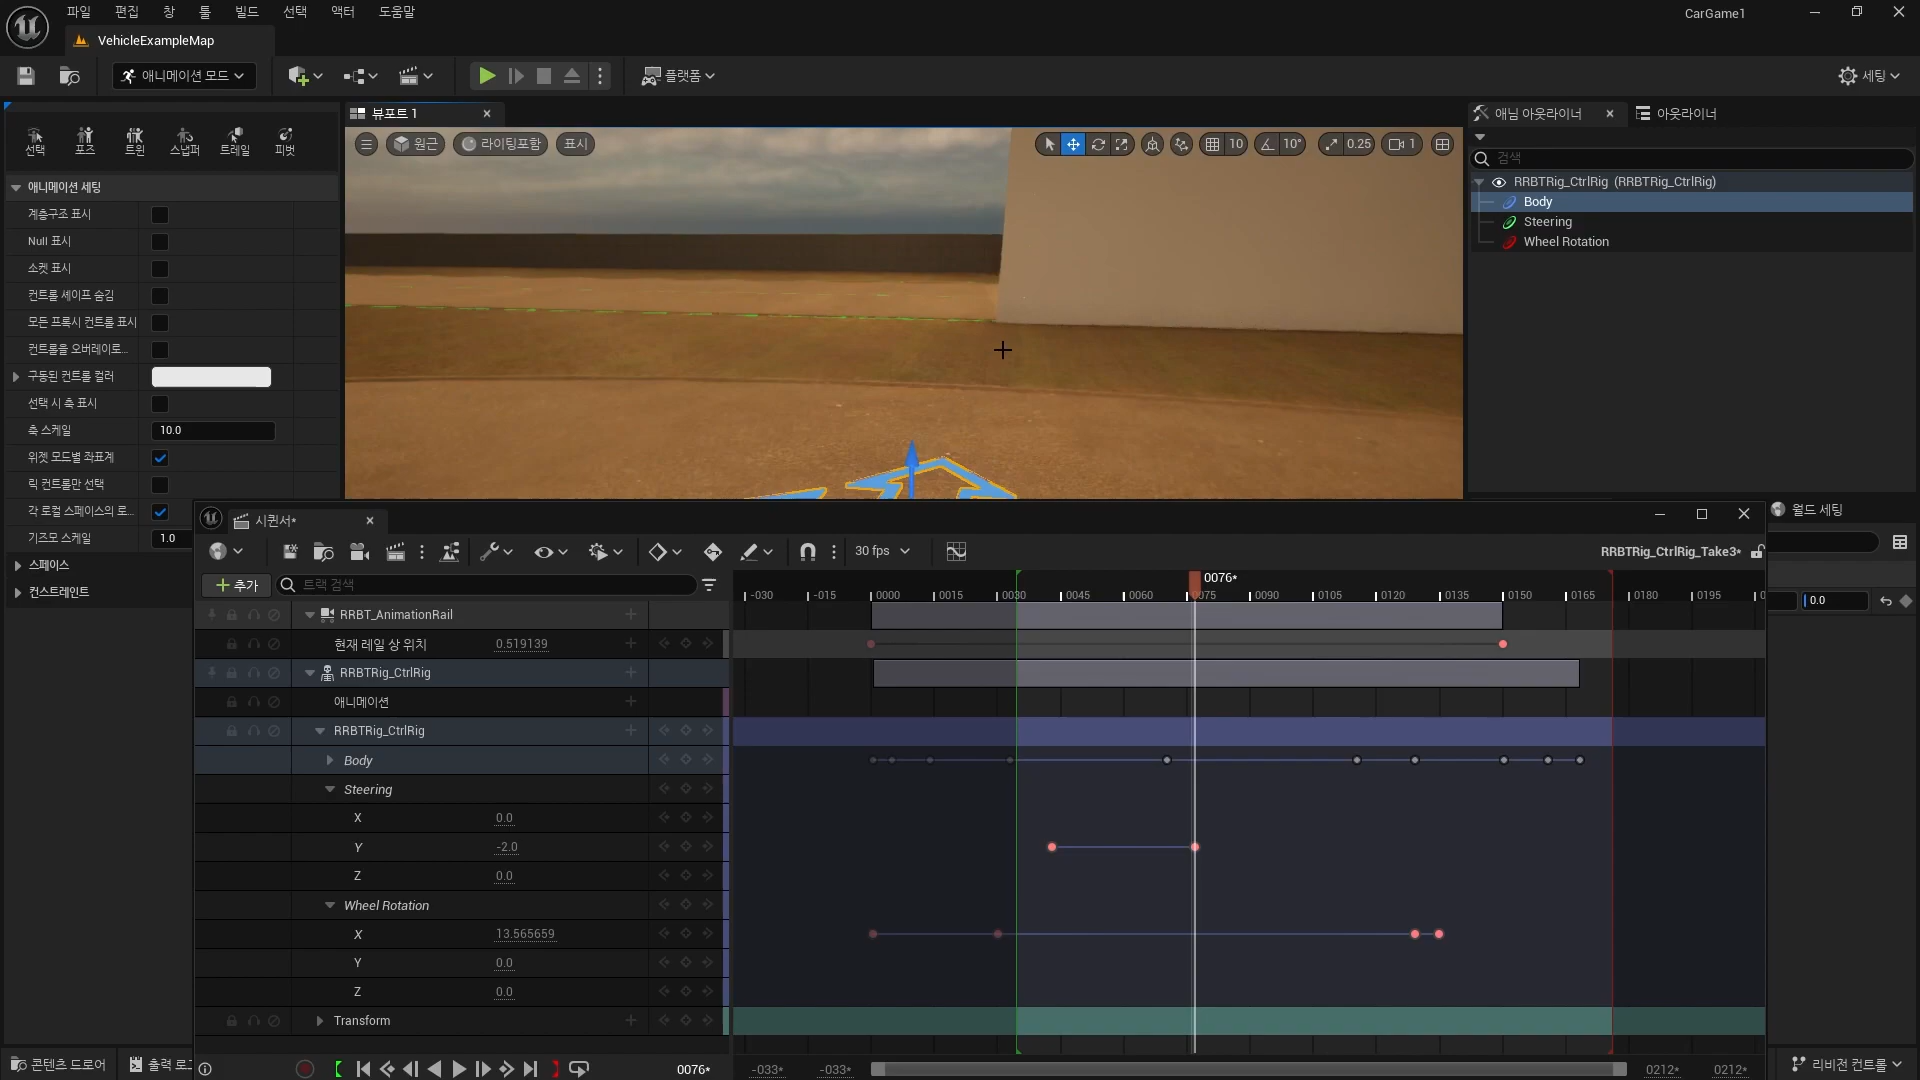 파일 편집 창 툴 빌드 선택 액터 도움말
CarGame1
VehicleExampleMap
애니메이션 모드
플랫폼
세팅
선택 포즈 트윈 스냅퍼 트레일 피벗
애니메이션 세팅
계층구조 표시
Null 표시
소켓 표시
컨트롤 셰이프 숨김
모든 프록시 컨트롤 표시
컨트롤을 오버레이로...
구동된 컨트롤 컬러
선택 시 축 표시
축 스케일 10.0
위젯 모드별 좌표계
릭 컨트롤만 선택
각 로컬 스페이스의 로...
기즈모 스케일 1.0
스페이스
컨스트레인트
뷰포트 1
원근 라이팅포함 표시
10 10° 0.25 1
애님 아웃라이너
아웃라이너
검색
RRBTRig_CtrlRig (RRBTRig_CtrlRig)
Body
Steering
Wheel Rotation
월드 세팅
0.0
시퀀서*
30 fps
RRBTRig_CtrlRig_Take3*
추가
트랙 검색
0076*
-030 -015 0000 0015 0030 0045 0060 0075 0090 0105 0120 0135 0150 0165 0180 0195
RRBT_AnimationRail
현재 레일 상 위치 0.519139
RRBTRig_CtrlRig
애니메이션
RRBTRig_CtrlRig
Body
Steering
X 0.0
Y -2.0
Z 0.0
Wheel Rotation
X 13.565659
Y 0.0
Z 0.0
Transform
0076*
-033* -033* 0212* 0212*
콘텐츠 드로어
출력 로그
리비전 컨트롤